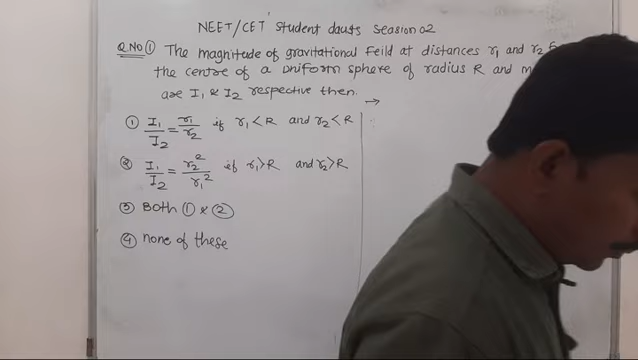 NEET/CET Student dauts Seasion 02
Q.NO ① The magnitude of gravitational Feild at distances r₁ and r₂
the centre of a uniform sphere of radius R and
are I₁ & I₂ respective then.
→
① I₁/I₂ = r₁/r₂ if r₁ < R and r₂ < R
② I₁/I₂ = r₂²/r₁² if r₁ > R and r₂ > R
③ Both ① & ②
④ none of these